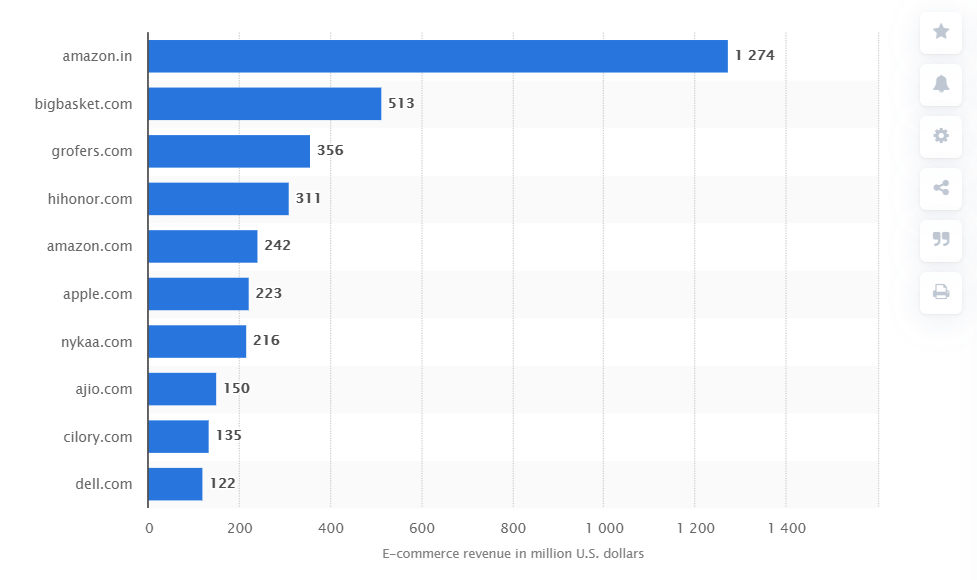 amazon.in 1 274
bigbasket.com 513
grofers.com 356
hihonor.com 311
amazon.com 242
apple.com 223
nykaa.com 216
ajio.com 150
cilory.com 135
dell.com 122
0 200 400 600 800 1 000 1 200 1 400
E-commerce revenue in million U.S. dollars